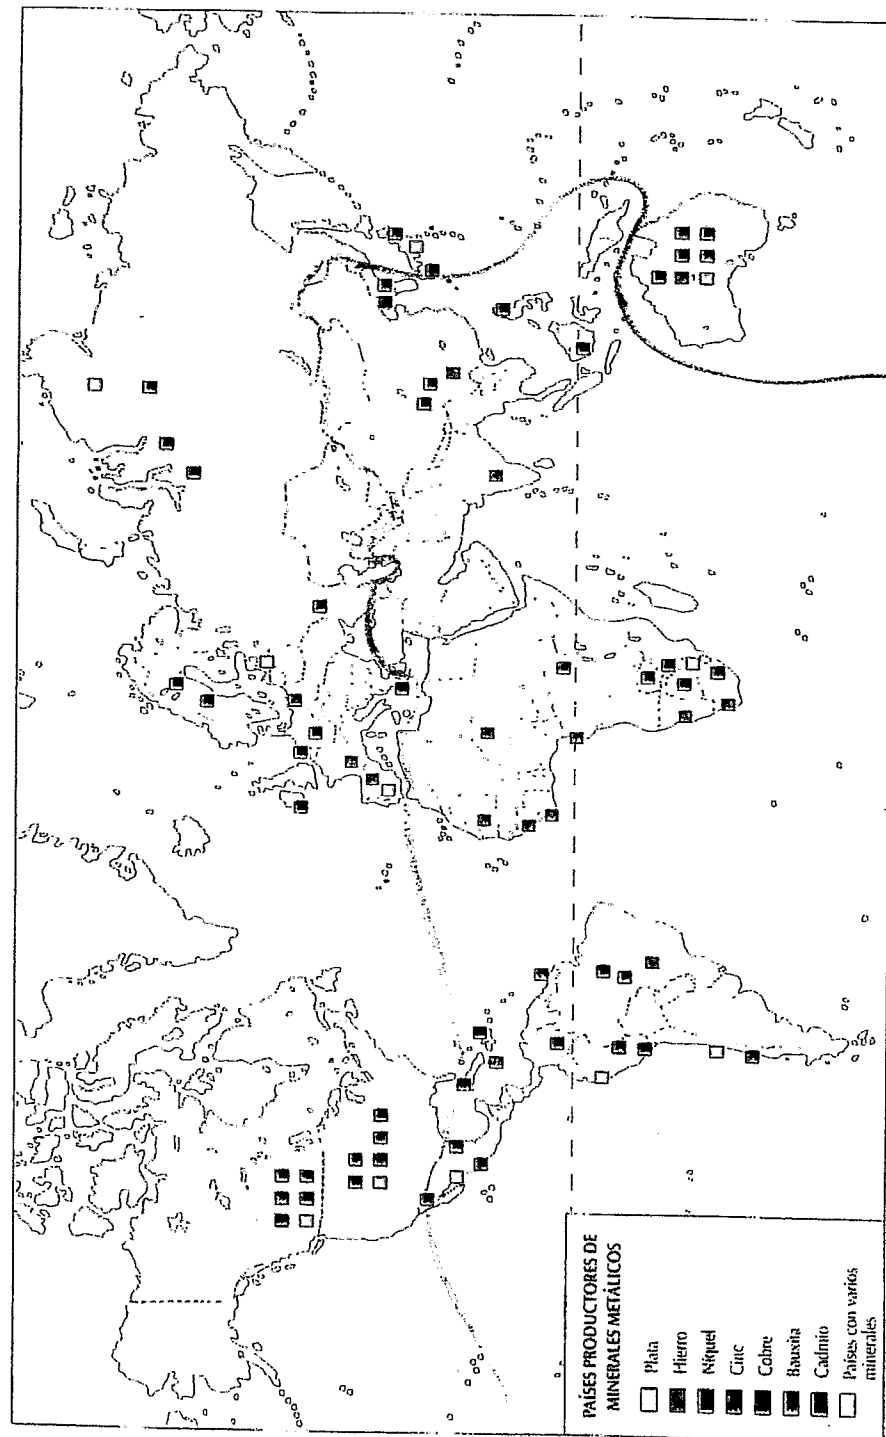 PAÍSES PRODUCTORES DE
MINERALES METÁLICOS
Plata
Hierro
Níquel
Cinc
Cobre
Bauxita
Cadmio
Países con varios
minerales